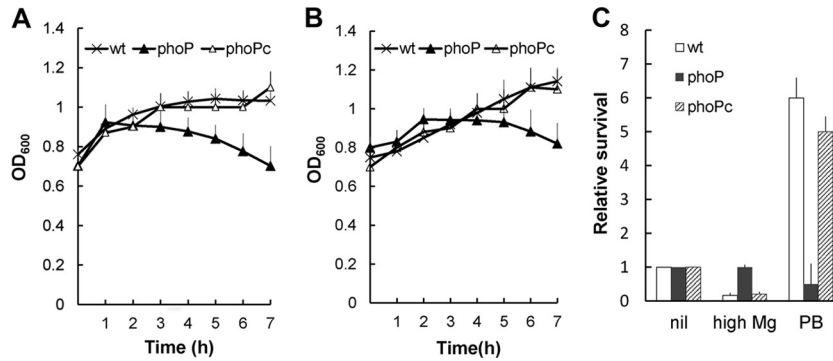 A
wt phoP phoPc
OD600
1.4
1.2
1
0.8
0.6
0.4
0.2
0
1 2 3 4 5 6 7
Time (h)
B
wt phoP phoPc
OD600
1.4
1.2
1
0.8
0.6
0.4
0.2
0
1 2 3 4 5 6 7
Time(h)
C
wt
phoP
phoPc
Relative survival
8
7
6
5
4
3
2
1
0
nil high Mg PB